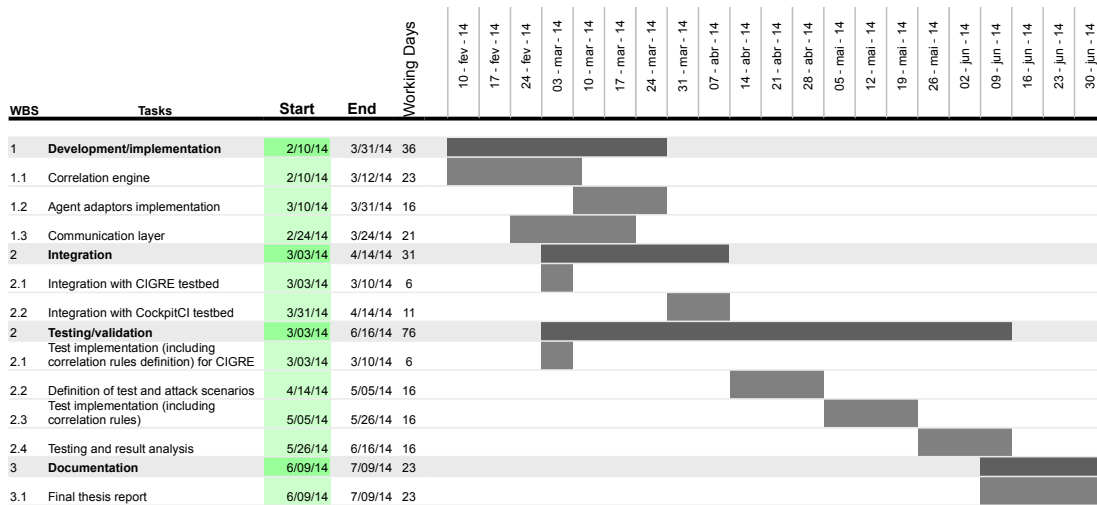 WBS Tasks Start End Working Days 10 - fev - 14 17 - fev - 14 24 - fev - 14 03 - mar - 14 10 - mar - 14 17 - mar - 14 24 - mar - 14 31 - mar - 14 07 - abr - 14 14 - abr - 14 21 - abr - 14 28 - abr - 14 05 - mai - 14 12 - mai - 14 19 - mai - 14 26 - mai - 14 02 - jun - 14 09 - jun - 14 16 - jun - 14 23 - jun - 14 30 - jun - 14
1 Development/implementation 2/10/14 3/31/14 36
1.1 Correlation engine 2/10/14 3/12/14 23
1.2 Agent adaptors implementation 3/10/14 3/31/14 16
1.3 Communication layer 2/24/14 3/24/14 21
2 Integration 3/03/14 4/14/14 31
2.1 Integration with CIGRE testbed 3/03/14 3/10/14 6
2.2 Integration with CockpitCI testbed 3/31/14 4/14/14 11
2 Testing/validation 3/03/14 6/16/14 76
Test implementation (including
2.1 correlation rules definition) for CIGRE 3/03/14 3/10/14 6
2.2 Definition of test and attack scenarios 4/14/14 5/05/14 16
Test implementation (including
2.3 correlation rules) 5/05/14 5/26/14 16
2.4 Testing and result analysis 5/26/14 6/16/14 16
3 Documentation 6/09/14 7/09/14 23
3.1 Final thesis report 6/09/14 7/09/14 23